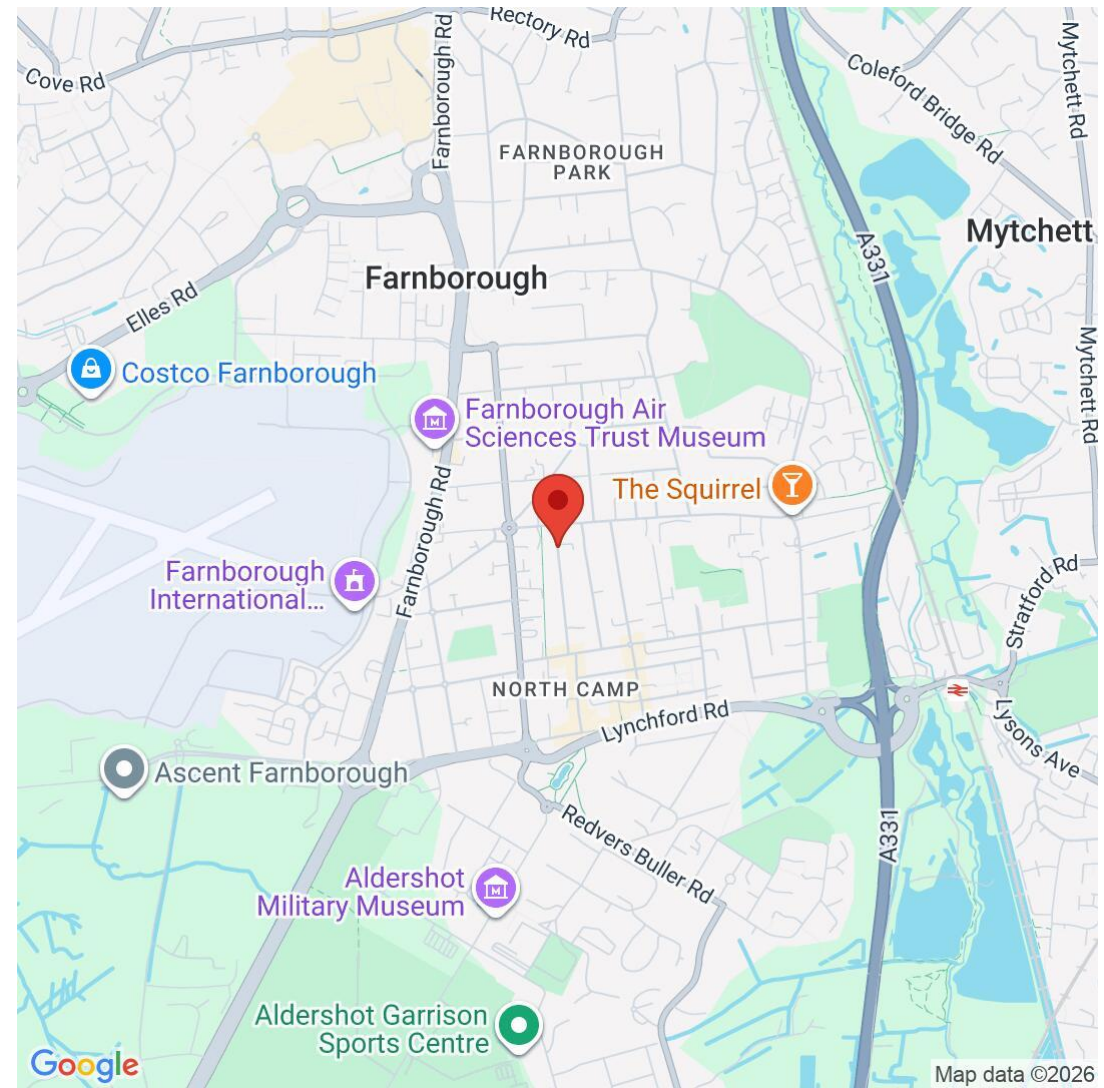 Rectory Rd
Cove Rd
Farnborough Rd
Coleford Bridge Rd
Mytchett Rd
FARNBOROUGH
PARK
A331
Mytchett
Farnborough
Elles Rd
Costco Farnborough
Mytchett Rd
Farnborough Air
Sciences Trust Museum
The Squirrel
Farnborough Rd
Farnborough
International...
Stratford Rd
NORTH CAMP
Lynchford Rd
Lysons Ave
Ascent Farnborough
Redvers Buller Rd
A331
Aldershot
Military Museum
Aldershot Garrison
Sports Centre
Google
Map data ©2026